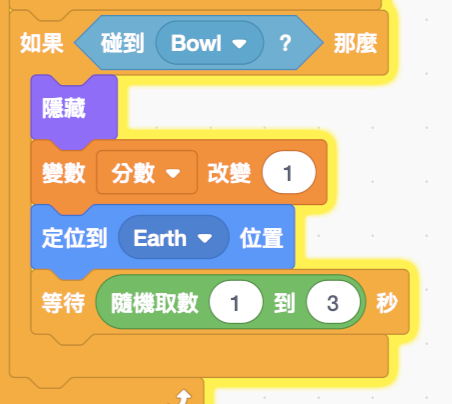 如果 碰到 Bowl ? 那麼
隱藏
變數 分數 改變 1
定位到 Earth 位置
等待 隨機取數 1 到 3 秒